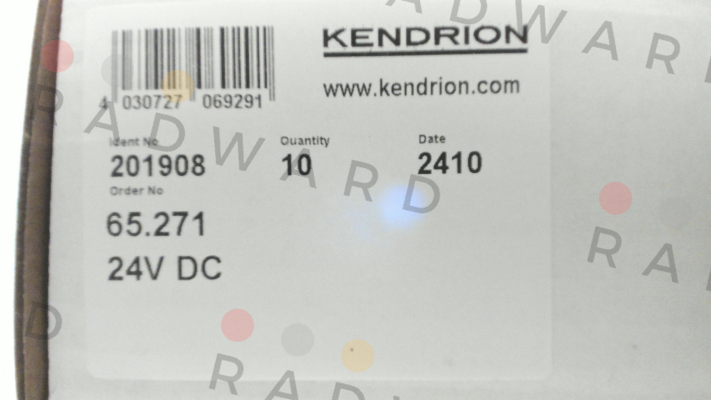 KENDRION
4 030727 069291
www.kendrion.com
Ident No Quantity Date
201908 10 2410
Order No
65.271
24V DC
RADWARD
RADWARD
RADWARD
RA
D